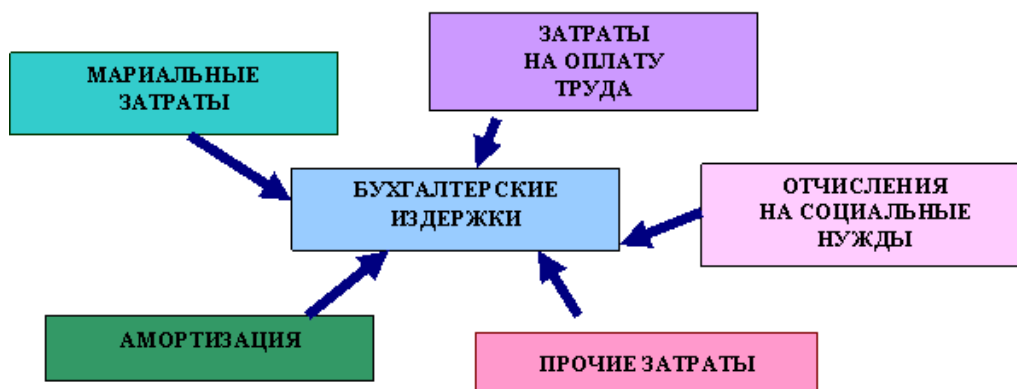 ЗАТРАТЫ
НА ОПЛАТУ
ТРУДА
МАРИАЛЬНЫЕ
ЗАТРАТЫ
БУХГАЛТЕРСКИЕ
ИЗДЕРЖКИ
ОТЧИСЛЕНИЯ
НА СОЦИАЛЬНЫЕ
НУЖДЫ
АМОРТИЗАЦИЯ
ПРОЧИЕ ЗАТРАТЫ